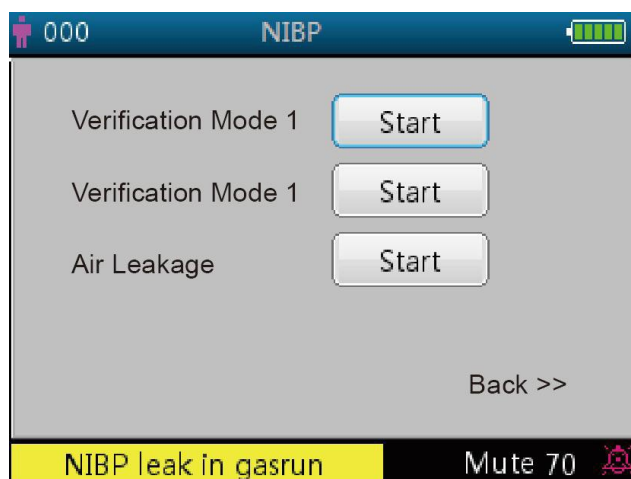 000 NIBP
Verification Mode 1 Start
Verification Mode 1 Start
Air Leakage Start
Back >>
NIBP leak in gasrun Mute 70